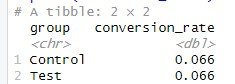 # A tibble: 2 × 2
group conversion_rate
<chr> <dbl>
1 Control 0.066
2 Test 0.066